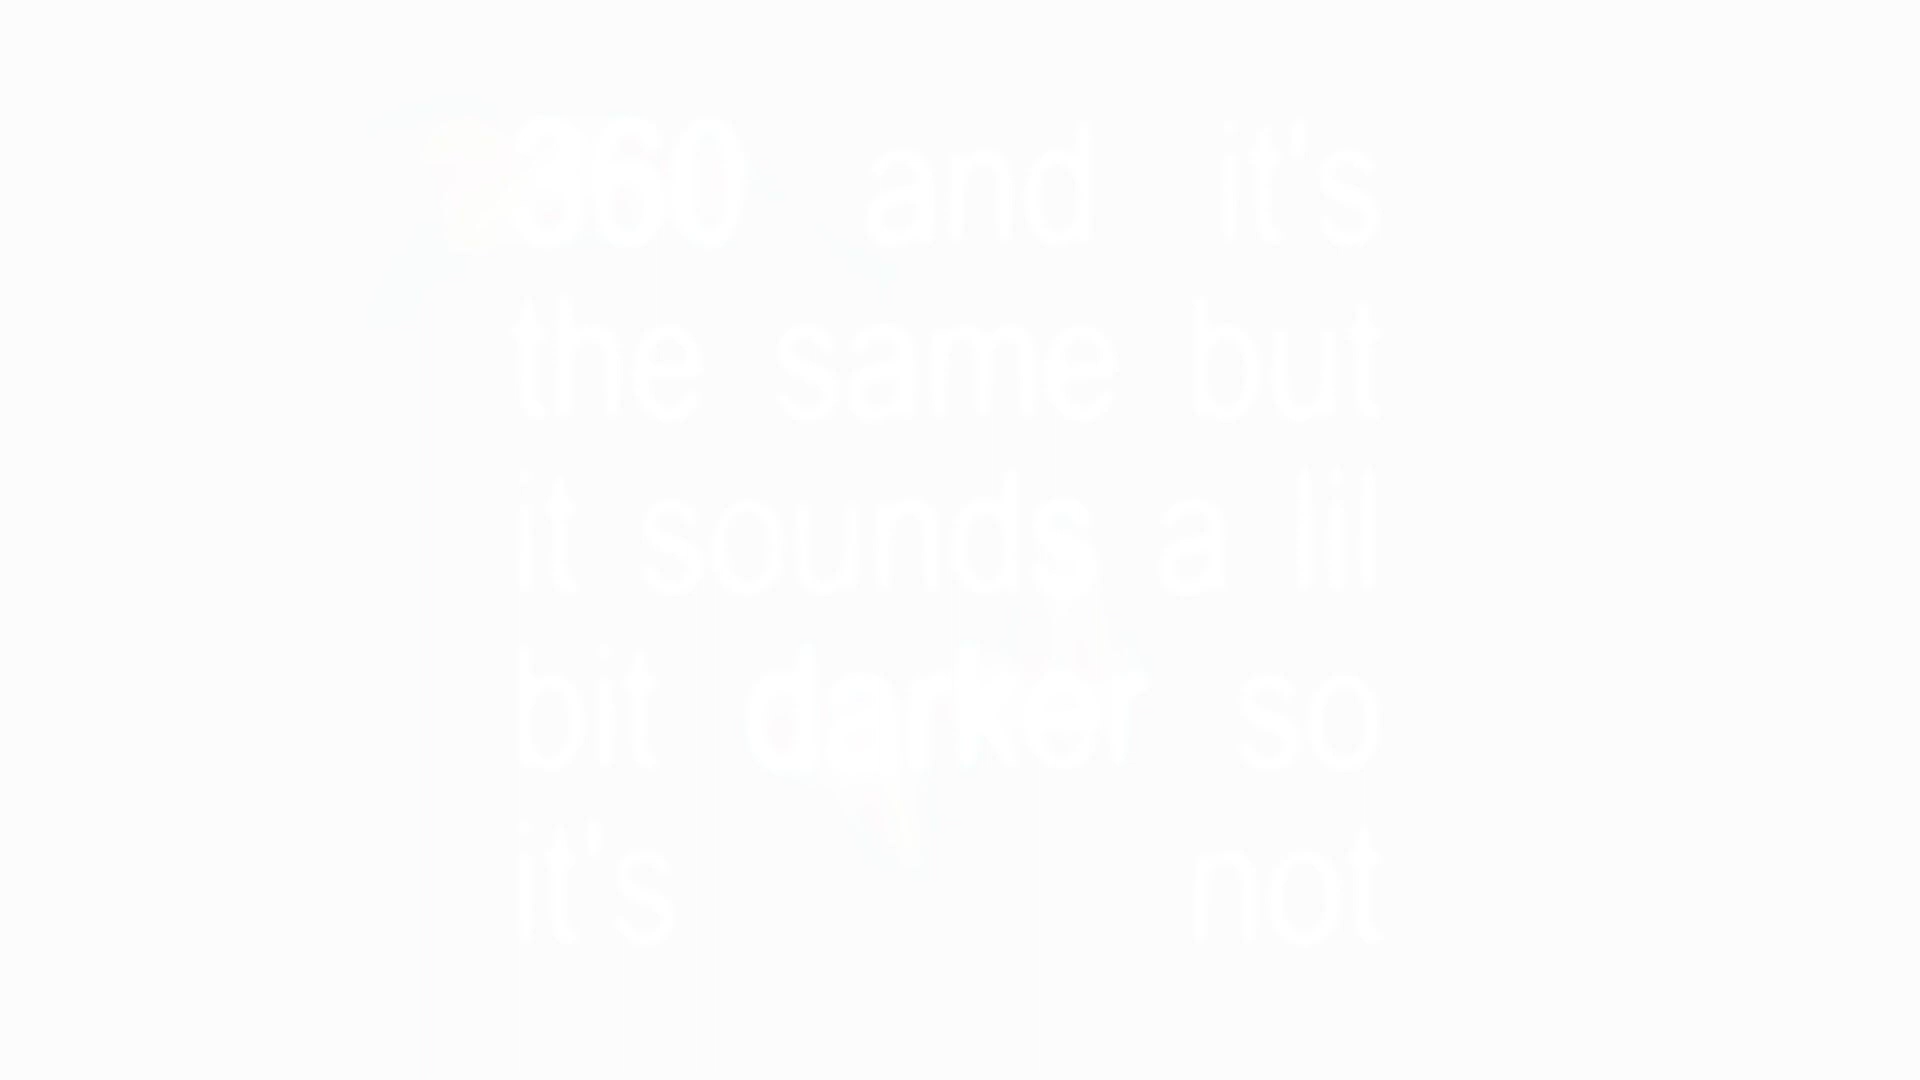 360 and it's
the same but
it sounds a lil
bit darker so
it's not